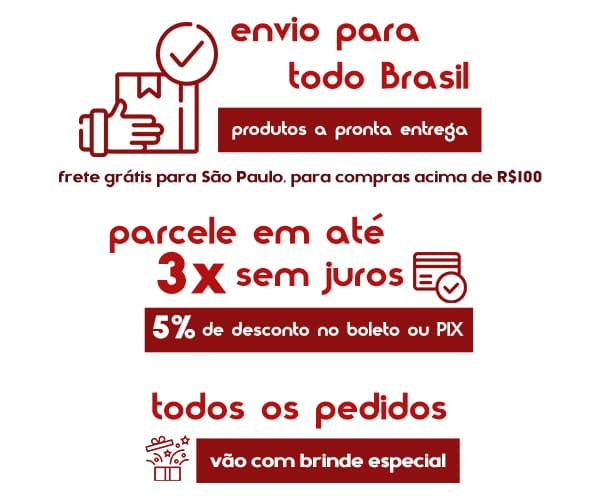 envio para
todo Brasil
produtos a pronta entrega
frete grátis para São Paulo, para compras acima de R$100
parcele em até
3x sem juros
5% de desconto no boleto ou PIX
todos os pedidos
vão com brinde especial